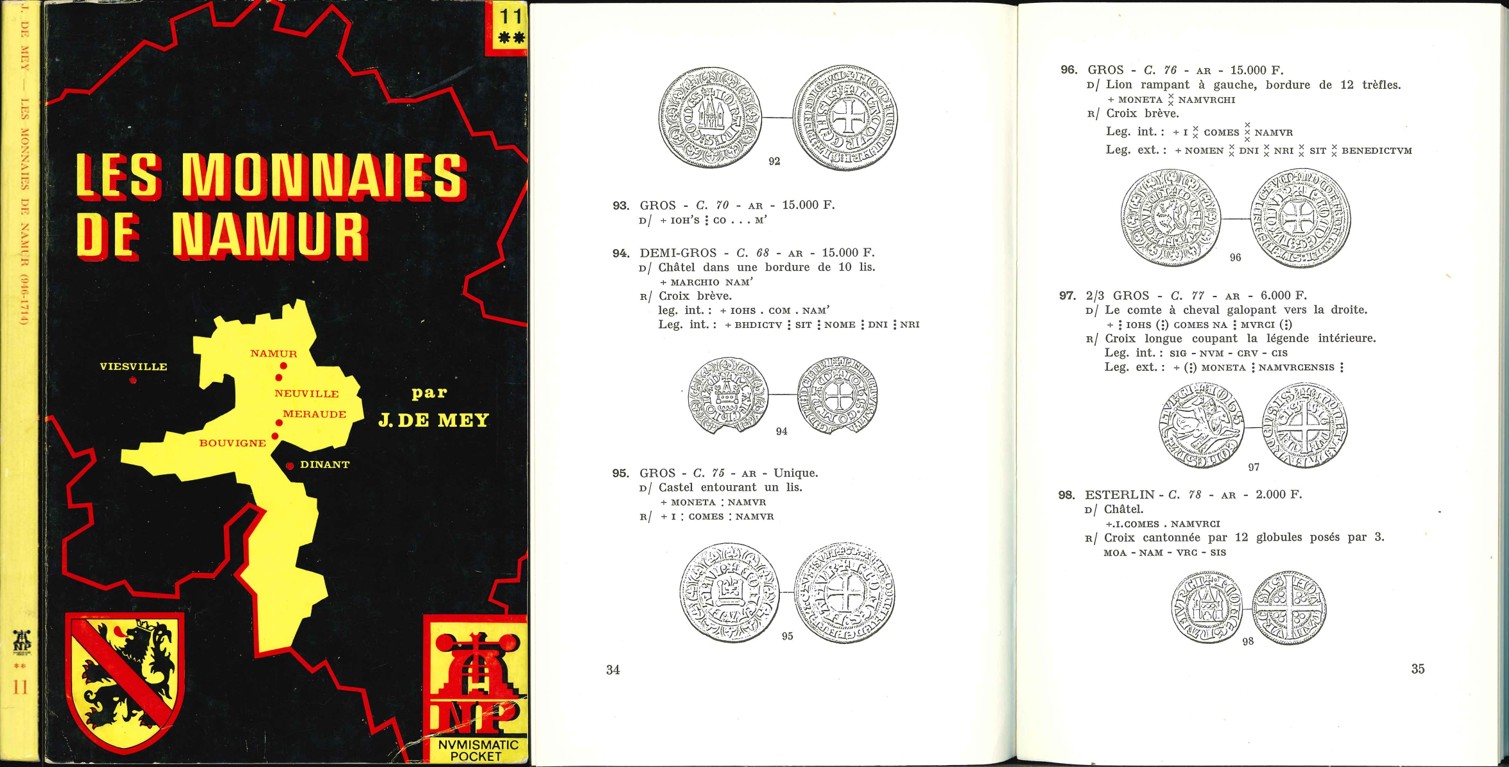 J. DE MEY — LES MONNAIES DE NAMUR (946-1714)
NP
**
11
11
**
LES MONNAIES
DE NAMUR
VIESVILLE
NAMUR
NEUVILLE
MERAUDE
BOUVIGNE
DINANT
par
J. DE MEY
NP
NVMISMATIC
POCKET
92
93. GROS - C. 70 - AR - 15.000 F.
D/ + IOH'S ⁝ CO . . . M'
94. DEMI-GROS - C. 68 - AR - 15.000 F.
D/ Châtel dans une bordure de 10 lis.
+ MARCHIO NAM'
R/ Croix brève.
leg. int. : + IOHS . COM . NAM'
Leg. int. : + BHDICTV ⁝ SIT ⁝ NOME ⁝ DNI ⁝ NRI
94
95. GROS - C. 75 - AR - Unique.
D/ Castel entourant un lis.
+ MONETA : NAMVR
R/ + I : COMES : NAMVR
95
34
96. GROS - C. 76 - AR - 15.000 F.
D/ Lion rampant à gauche, bordure de 12 trèfles.
+ MONETA ×× NAMVRCHI
R/ Croix brève.
Leg. int. : + I ×× COMES ××× NAMVR
Leg. ext. : + NOMEN ×× DNI ×× NRI ×× SIT ×× BENEDICTVM
96
97. 2/3 GROS - C. 77 - AR - 6.000 F.
D/ Le comte à cheval galopant vers la droite.
+ ⁝ IOHS (⁝) COMES NA ⁝ MVRCI (⁝)
R/ Croix longue coupant la légende intérieure.
Leg. int. : SIG - NVM - CRV - CIS
Leg. ext. : + (⁝) MONETA ⁝ NAMVRCENSIS ⁝
97
98. ESTERLIN - C. 78 - AR - 2.000 F.
D/ Châtel.
+.I.COMES . NAMVRCI
R/ Croix cantonnée par 12 globules posés par 3.
MOA - NAM - VRC - SIS
98
35